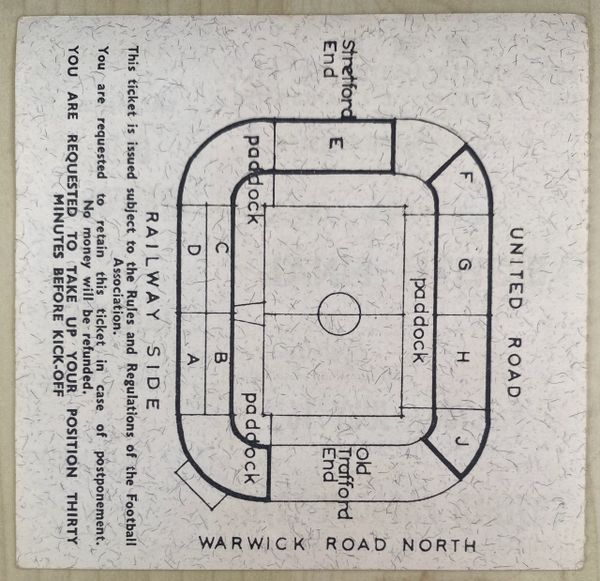 UNITED ROAD
F
G
H
J
paddock
Stretford
End
E
Old
Trafford
End
paddock
paddock
C
B
D
A
RAILWAY SIDE
WARWICK ROAD NORTH
This ticket is issued subject to the Rules and Regulations of the Football
Association.
You are requested to retain this ticket in case of postponement.
No money will be refunded.
YOU ARE REQUESTED TO TAKE UP YOUR POSITION THIRTY
MINUTES BEFORE KICK-OFF